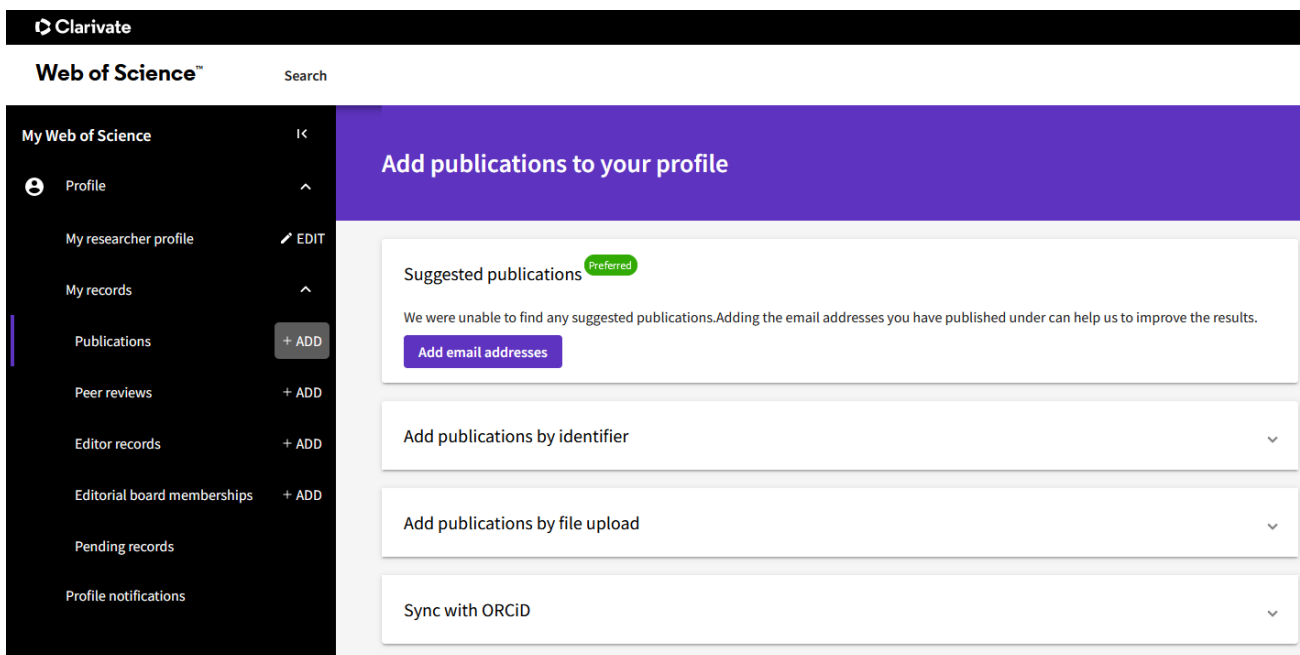 Clarivate
Web of Science™
Search
My Web of Science
Profile
My researcher profile
EDIT
My records
Publications
+ ADD
Peer reviews
+ ADD
Editor records
+ ADD
Editorial board memberships
+ ADD
Pending records
Profile notifications
Add publications to your profile
Suggested publications
Preferred
We were unable to find any suggested publications.Adding the email addresses you have published under can help us to improve the results.
Add email addresses
Add publications by identifier
Add publications by file upload
Sync with ORCiD